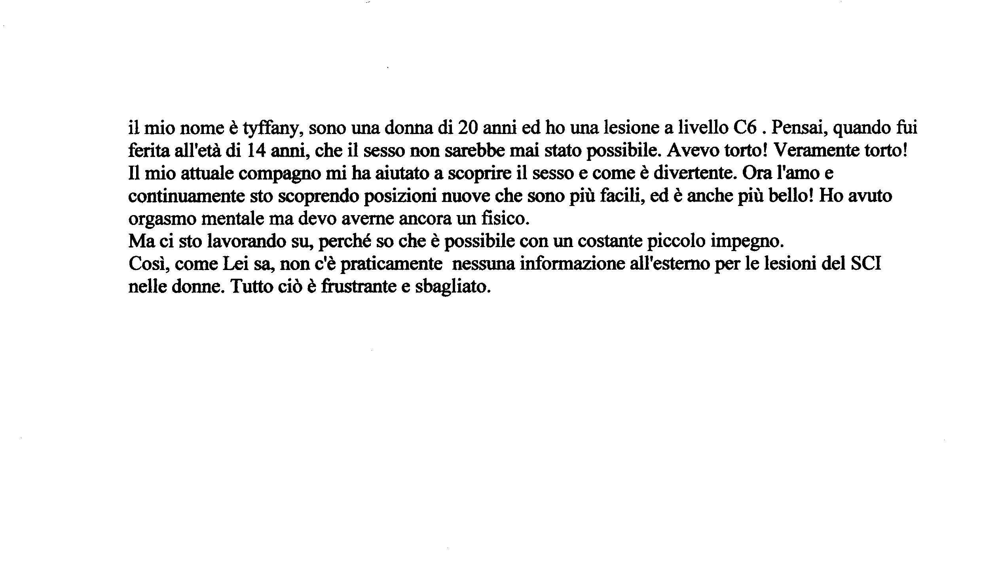 il mio nome è tyffany, sono una donna di 20 anni ed ho una lesione a livello C6 . Pensai, quando fui
ferita all'età di 14 anni, che il sesso non sarebbe mai stato possibile. Avevo torto! Veramente torto!
Il mio attuale compagno mi ha aiutato a scoprire il sesso e come è divertente. Ora l'amo e
continuamente sto scoprendo posizioni nuove che sono più facili, ed è anche più bello! Ho avuto
orgasmo mentale ma devo averne ancora un fisico.
Ma ci sto lavorando su, perché so che è possibile con un costante piccolo impegno.
Così, come Lei sa, non c'è praticamente  nessuna informazione all'esterno per le lesioni del SCI
nelle donne. Tutto ciò è frustrante e sbagliato.